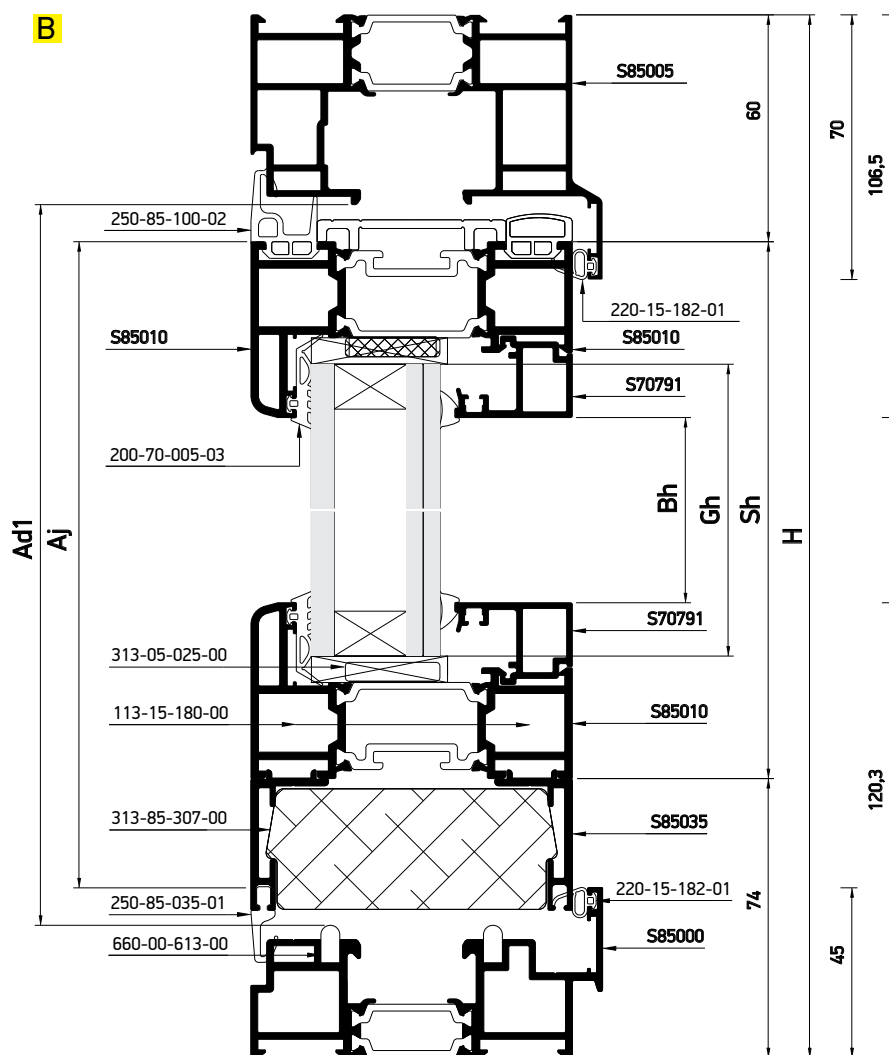 B
S85005
60
70
106,5
250-85-100-02
220-15-182-01
S85010
S85010
S70791
200-70-005-03
Ad1
Aj
Bh
Gh
Sh
H
S70791
313-05-025-00
113-15-180-00
S85010
120,3
313-85-307-00
S85035
220-15-182-01
250-85-035-01
74
660-00-613-00
S85000
45